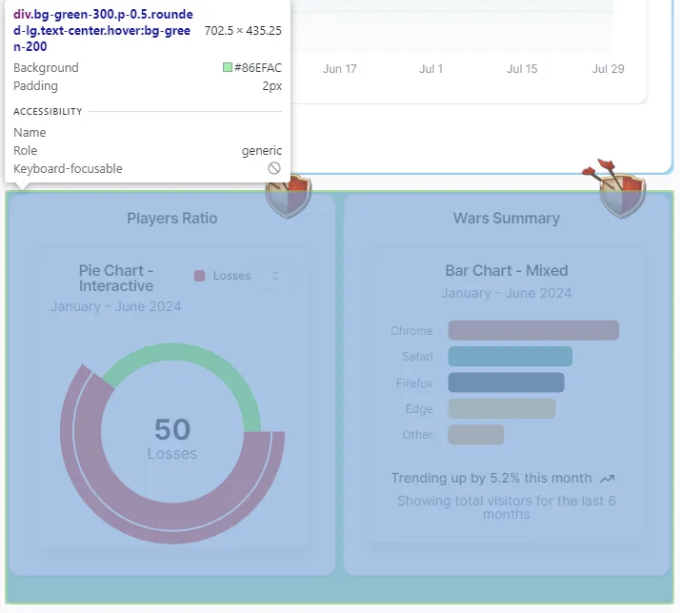 div.bg-green-300.p-0.5.rounde
d-lg.text-center.hover:bg-gree
n-200
702.5 × 435.25
Background #86EFAC
Padding 2px
ACCESSIBILITY
Name
Role generic
Keyboard-focusable
Jun 17 Jul 1 Jul 15 Jul 29
Players Ratio
Pie Chart -
Interactive
Losses
January - June 2024
50
Losses
Wars Summary
Bar Chart - Mixed
January - June 2024
Chrome
Safari
Firefox
Edge
Other
Trending up by 5.2% this month
Showing total visitors for the last 6
months